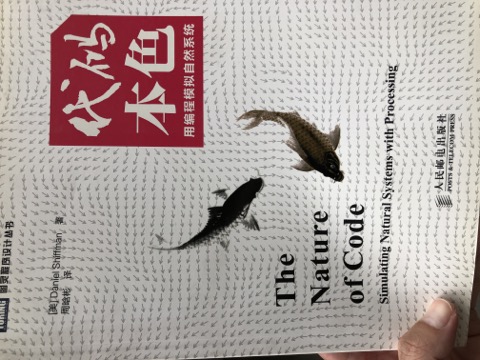 TURING
图灵程序设计丛书
[美] Daniel Shiffman 著
周晗彬 译
代码
本色
用编程模拟自然系统
The
Nature
of Code
Simulating Natural Systems with Processing
人民邮电出版社
POSTS & TELECOM PRESS